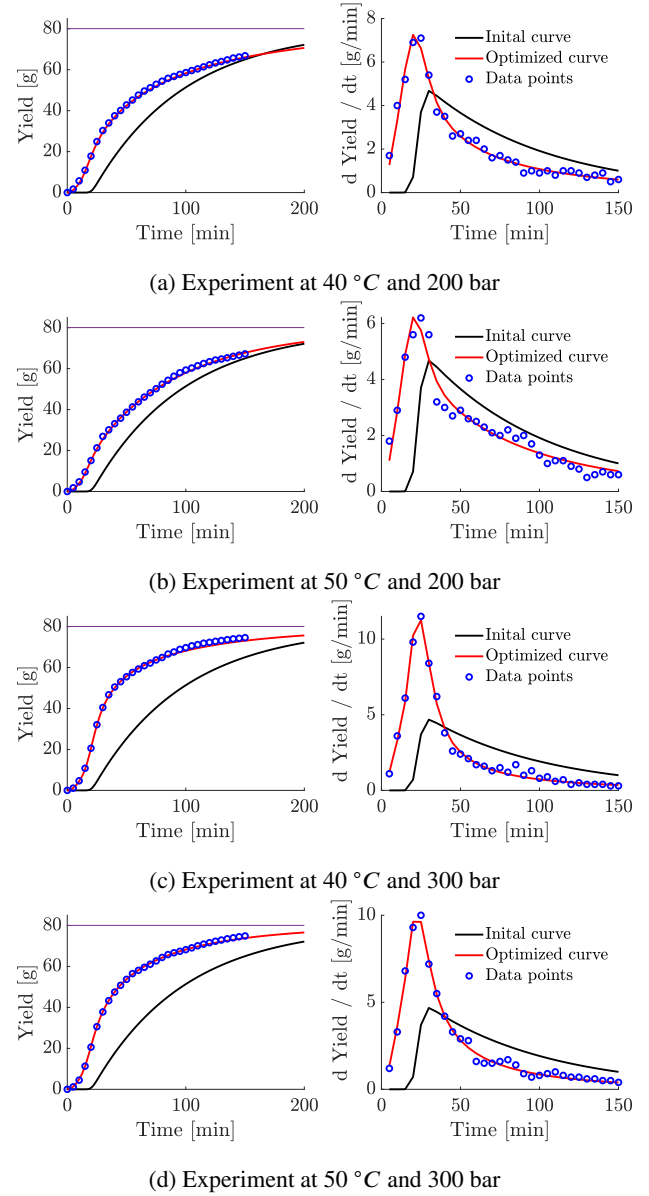 80
60
40
20
0
Yield [g]
0 100 200
Time [min]
8
6
4
2
0
d Yield / dt [g/min]
Inital curve
Optimized curve
Data points
50 100 150
Time [min]
(a) Experiment at 40 °C and 200 bar
80
60
40
20
0
Yield [g]
0 100 200
Time [min]
6
4
2
0
d Yield / dt [g/min]
Inital curve
Optimized curve
Data points
50 100 150
Time [min]
(b) Experiment at 50 °C and 200 bar
80
60
40
20
0
Yield [g]
0 100 200
Time [min]
10
5
0
d Yield / dt [g/min]
Inital curve
Optimized curve
Data points
50 100 150
Time [min]
(c) Experiment at 40 °C and 300 bar
80
60
40
20
0
Yield [g]
0 100 200
Time [min]
10
5
0
d Yield / dt [g/min]
Inital curve
Optimized curve
Data points
50 100 150
Time [min]
(d) Experiment at 50 °C and 300 bar